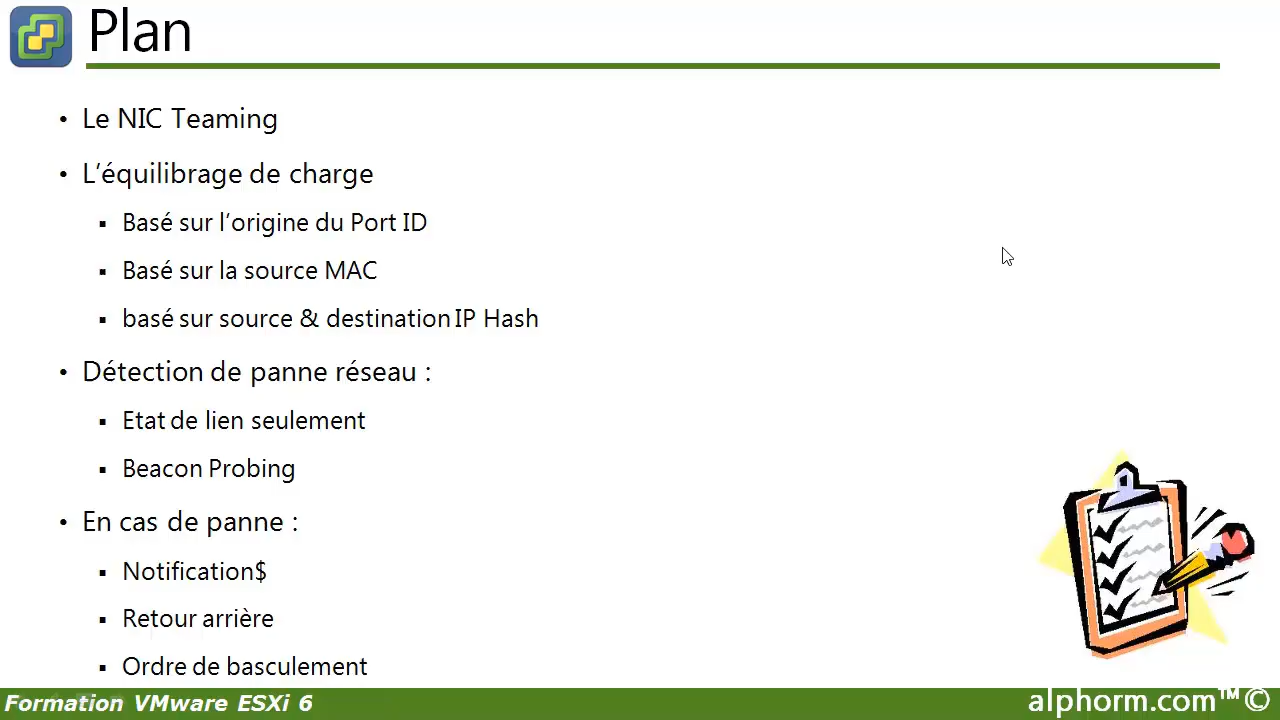 Plan
• Le NIC Teaming
• L’équilibrage de charge
▪ Basé sur l’origine du Port ID
▪ Basé sur la source MAC
▪ basé sur source & destination IP Hash
• Détection de panne réseau :
▪ Etat de lien seulement
▪ Beacon Probing
• En cas de panne :
▪ Notification$
▪ Retour arrière
▪ Ordre de basculement
Formation VMware ESXi 6
alphorm.com™©